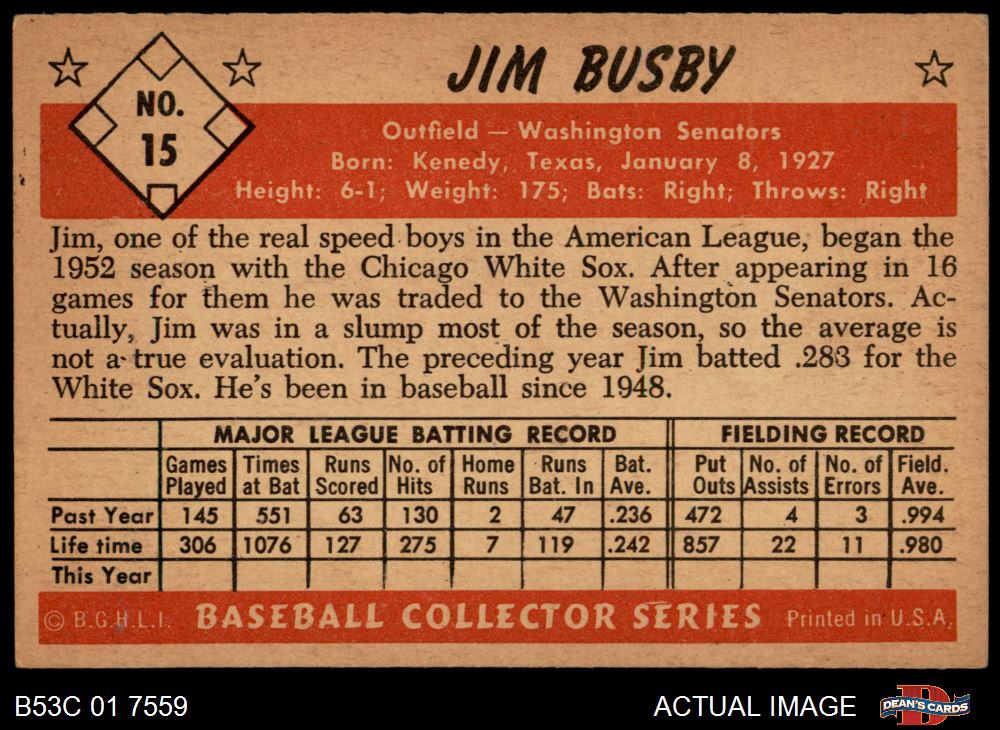 NO.
15
JIM BUSBY
Outfield — Washington Senators
Born: Kenedy, Texas, January 8, 1927
Height: 6-1; Weight: 175; Bats: Right; Throws: Right
Jim, one of the real speed boys in the American League, began the
1952 season with the Chicago White Sox. After appearing in 16
games for them he was traded to the Washington Senators. Ac-
tually, Jim was in a slump most of the season, so the average is
not a true evaluation. The preceding year Jim batted .283 for the
White Sox. He's been in baseball since 1948.
MAJOR LEAGUE BATTING RECORD FIELDING RECORD
Games Times Runs No. of Home Runs Bat. Put No. of No. of Field.
Played at Bat Scored Hits Runs Bat. In Ave. Outs Assists Errors Ave.
Past Year 145 551 63 130 2 47 .236 472 4 3 .994
Life time 306 1076 127 275 7 119 .242 857 22 11 .980
This Year
© B.G.H.L.I. BASEBALL COLLECTOR SERIES Printed in U.S.A.
B53C 01 7559 ACTUAL IMAGE DEAN'S CARDS